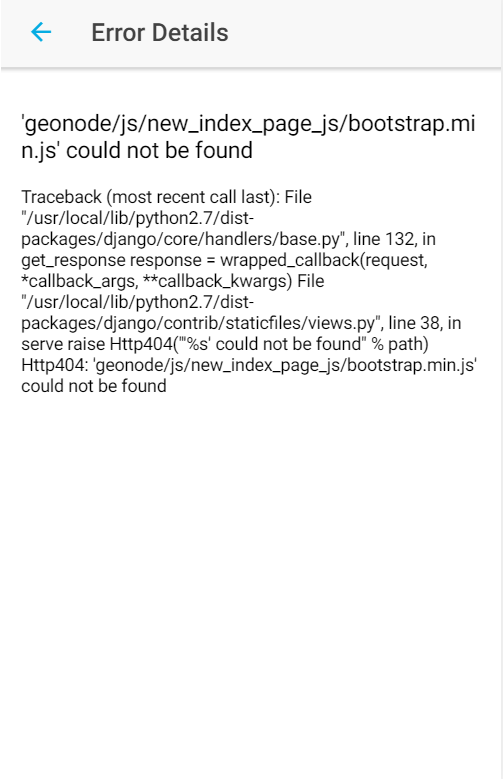 Error Details
'geonode/js/new_index_page_js/bootstrap.mi
n.js' could not be found
Traceback (most recent call last): File
"/usr/local/lib/python2.7/dist-
packages/django/core/handlers/base.py", line 132, in
get_response response = wrapped_callback(request,
*callback_args, **callback_kwargs) File
"/usr/local/lib/python2.7/dist-
packages/django/contrib/staticfiles/views.py", line 38, in
serve raise Http404("'%s' could not be found" % path)
Http404: 'geonode/js/new_index_page_js/bootstrap.min.js'
could not be found